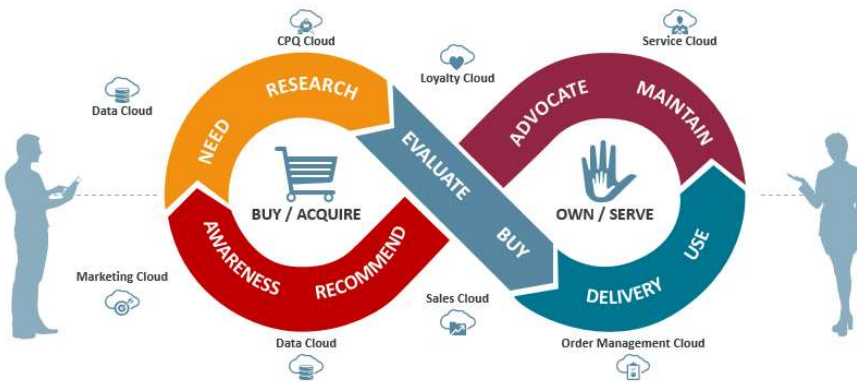 CPQ Cloud
Service Cloud
Loyalty Cloud
Data Cloud
NEED
RESEARCH
EVALUATE
BUY
ADVOCATE
MAINTAIN
BUY / ACQUIRE
OWN / SERVE
AWARENESS
RECOMMEND
DELIVERY
USE
Marketing Cloud
Sales Cloud
Data Cloud
Order Management Cloud